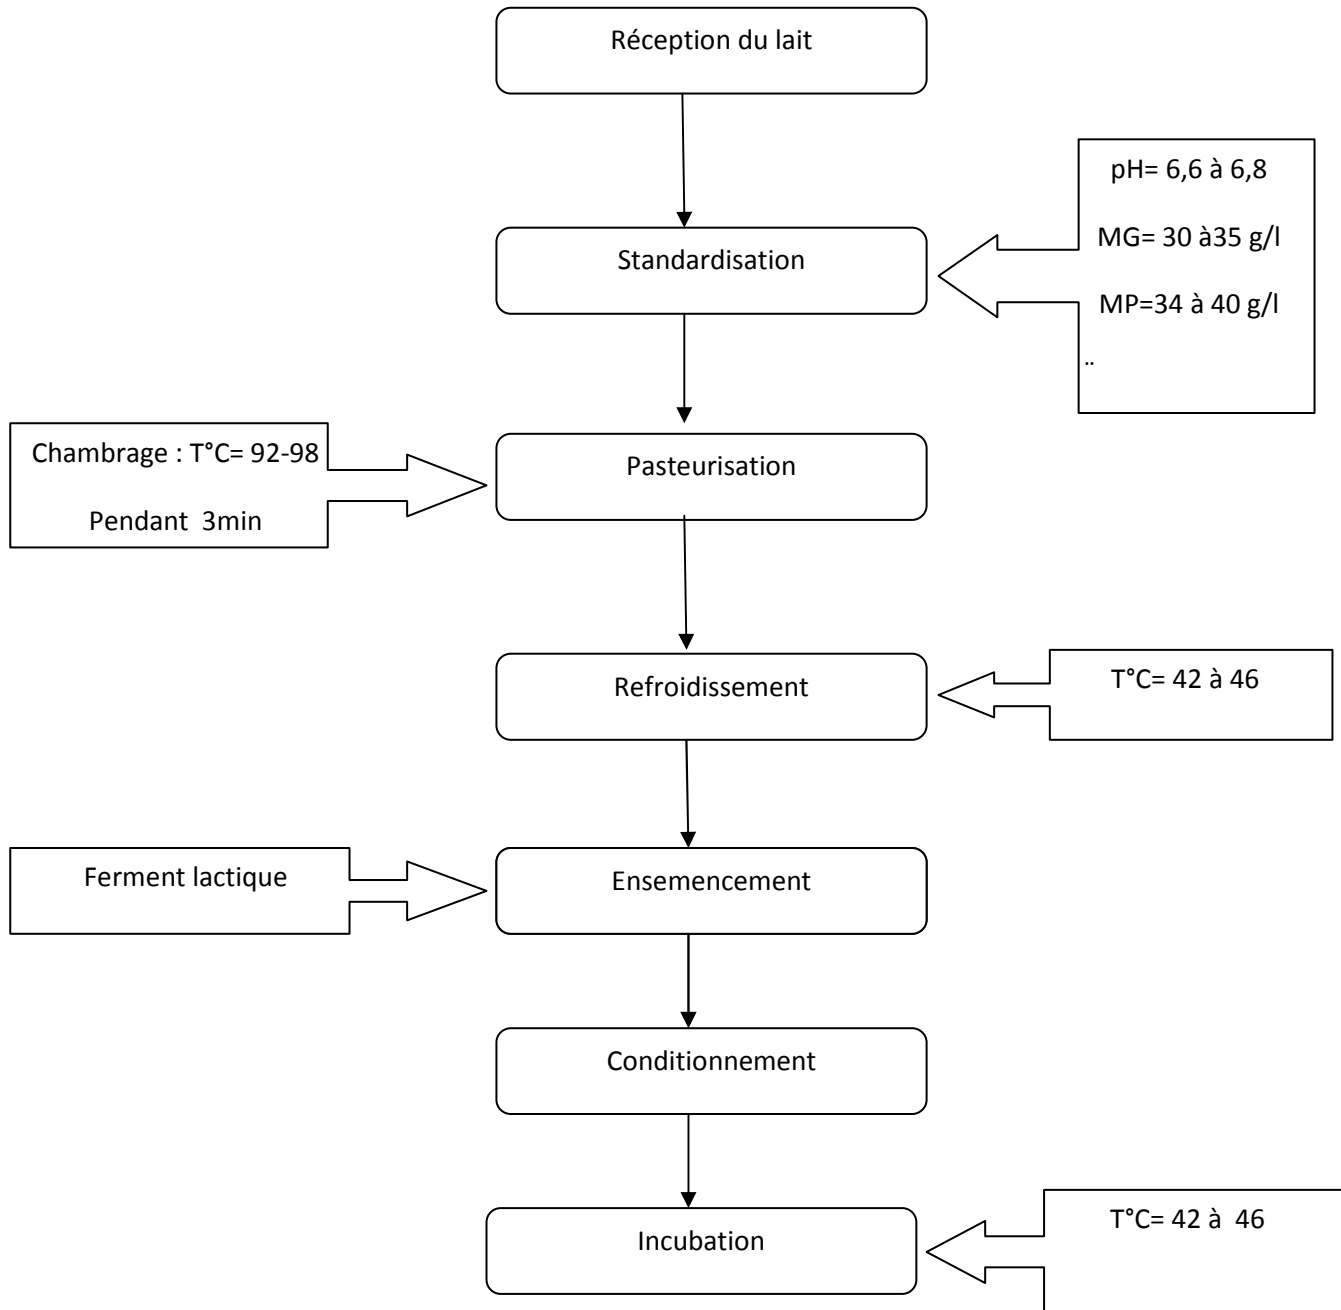 Réception du lait
pH= 6,6 à 6,8
MG= 30 à35 g/l
Standardisation
MP=34 à 40 g/l
..
Chambrage : T°C= 92-98
Pendant  3min
Pasteurisation
Refroidissement
T°C= 42 à 46
Ferment lactique
Ensemencement
Conditionnement
Incubation
T°C= 42 à  46